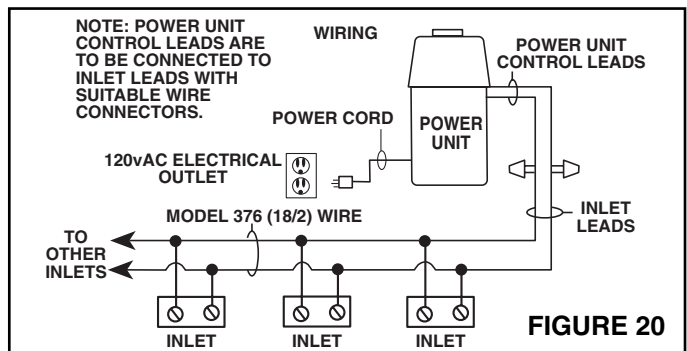 NOTE: POWER UNIT
CONTROL LEADS ARE
TO BE CONNECTED TO
INLET LEADS WITH
SUITABLE WIRE
CONNECTORS.
WIRING
POWER UNIT
CONTROL LEADS
POWER CORD
POWER
UNIT
120vAC ELECTRICAL
OUTLET
MODEL 376 (18/2) WIRE
INLET
LEADS
TO
OTHER
INLETS
INLET
INLET
INLET
FIGURE 20